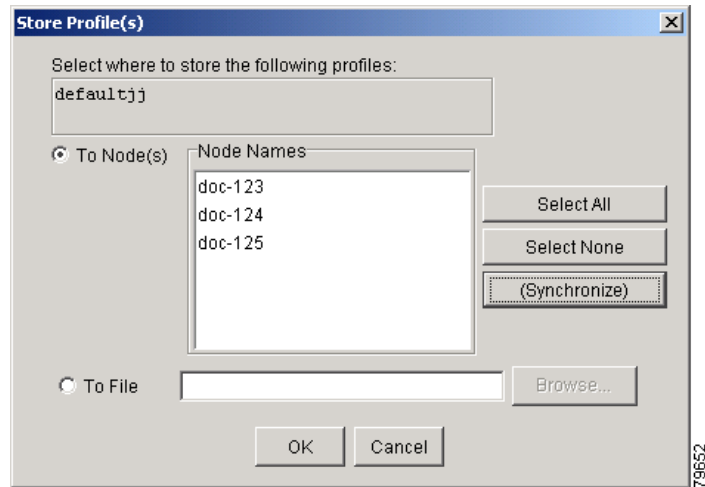 Store Profile(s)
Select where to store the following profiles:
defaultjj
To Node(s)
Node Names
doc-123
doc-124
doc-125
Select All
Select None
(Synchronize)
To File
Browse...
OK
Cancel
79652